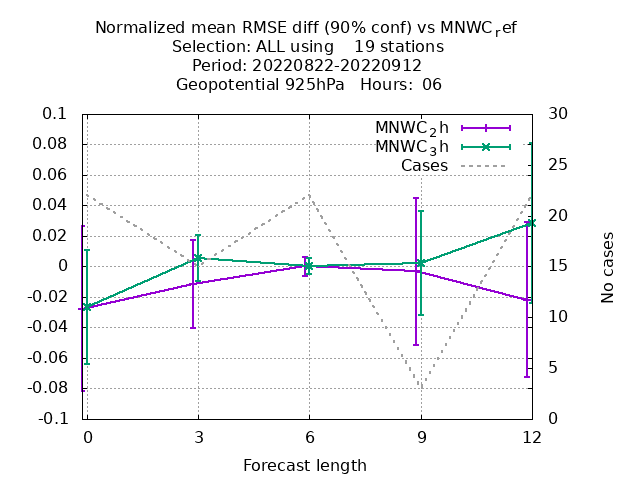 Normalized mean RMSE diff (90% conf) vs MNWCref
Selection: ALL using    19 stations
Period: 20220822-20220912
Geopotential 925hPa   Hours:  06
0.1
0.08
0.06
0.04
0.02
0
-0.02
-0.04
-0.06
-0.08
-0.1
MNWC2h
MNWC3h
Cases
30
25
20
15
10
5
0
No cases
0 3 6 9 12
Forecast length